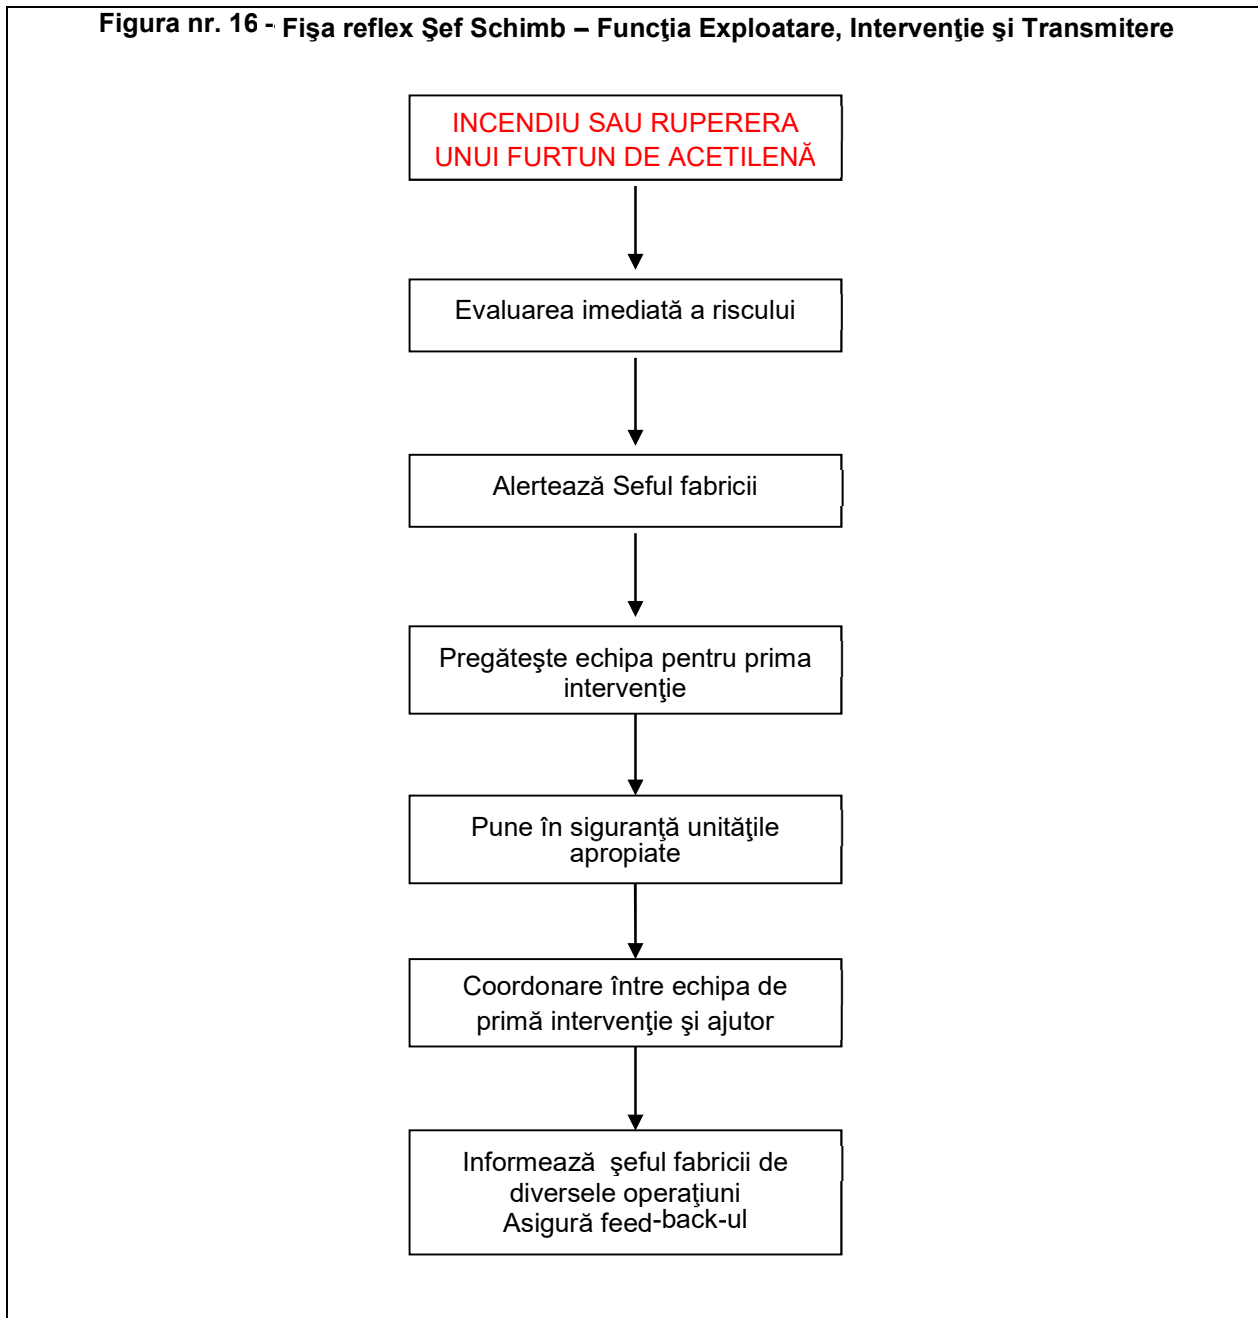 Figura nr. 16 - Fişa reflex Şef Schimb – Funcţia Exploatare, Intervenţie şi Transmitere
INCENDIU SAU RUPERERA
UNUI FURTUN DE ACETILENĂ
Evaluarea imediată a riscului
Alertează Seful fabricii
Pregăteşte echipa pentru prima
intervenţie
Pune în siguranţă unităţile
apropiate
Coordonare între echipa de
primă intervenţie şi ajutor
Informează şeful fabricii de
diversele operaţiuni
Asigură feed-back-ul